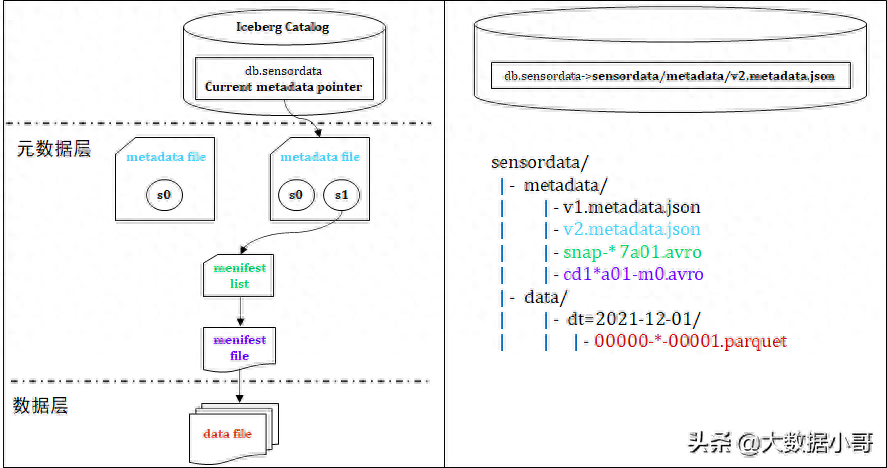 Iceberg Catalog
db.sensordata
Current metadata pointer
元数据层
metadata file
s0
metadata file
s0
s1
menifest
list
menifest
file
数据层
data file
db.sensordata->sensordata/metadata/v2.metadata.json
sensordata/
|- metadata/
| |- v1.metadata.json
| |- v2.metadata.json
| |- snap-*7a01.avro
| |- cd1*a01-m0.avro
|- data/
| |- dt=2021-12-01/
| | |- 00000-*-00001.parquet
头条 @大数据小哥